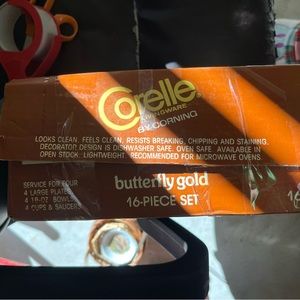 Corelle®
LIVINGWARE
BY CORNING
LOOKS CLEAN, FEELS CLEAN, RESISTS BREAKING, CHIPPING AND STAINING.
DECORATOR DESIGN IS DISHWASHER SAFE. OVEN SAFE. AVAILABLE IN
OPEN STOCK. LIGHTWEIGHT. RECOMMENDED FOR MICROWAVE OVENS.
SERVICE FOR FOUR
4 LARGE PLATES
4 18-OZ BOWLS
4 CUPS & SAUCERS
butterfly gold
16-PIECE SET